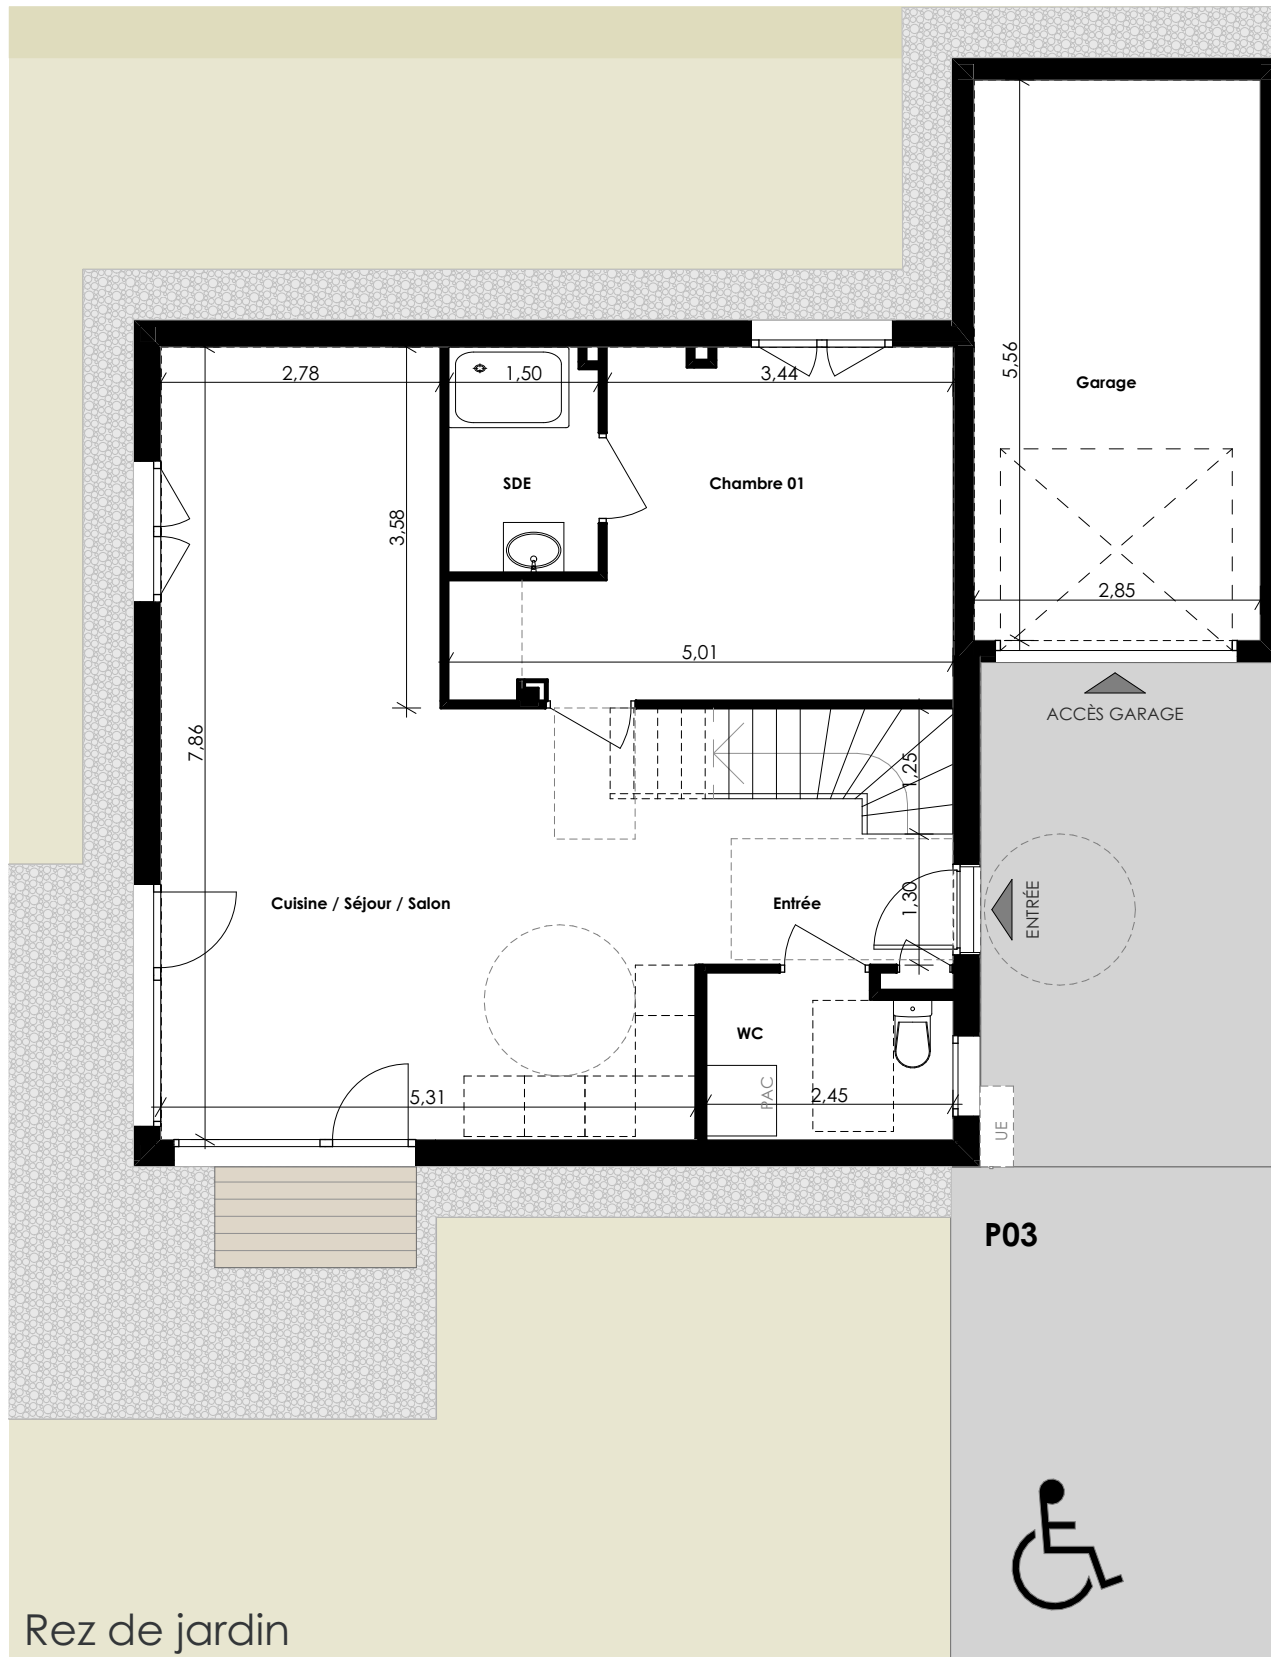 2,78
1,50
3,44
5,56
Garage
SDE
Chambre 01
3,58
2,85
5,01
ACCÈS GARAGE
7,86
1,25
Cuisine / Séjour / Salon
Entrée
1,30
ENTRÉE
WC
PAC
5,31
2,45
UE
P03
Rez de jardin